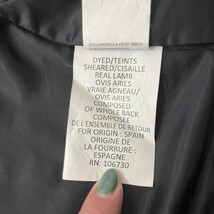 DYED/TEINTS
SHEARED/CISAILLE
REAL LAMB
OVIS ARIES
VRAIE AGNEAU/
OVIS ARIES
COMPOSED
OF WHOLE BACK
COMPOSEE
DE L'ENSEMBLE DE RETOUR
FUR ORIGIN : SPAIN
ORIGINE DE
LA FOURRURE :
ESPAGNE
RN: 106730